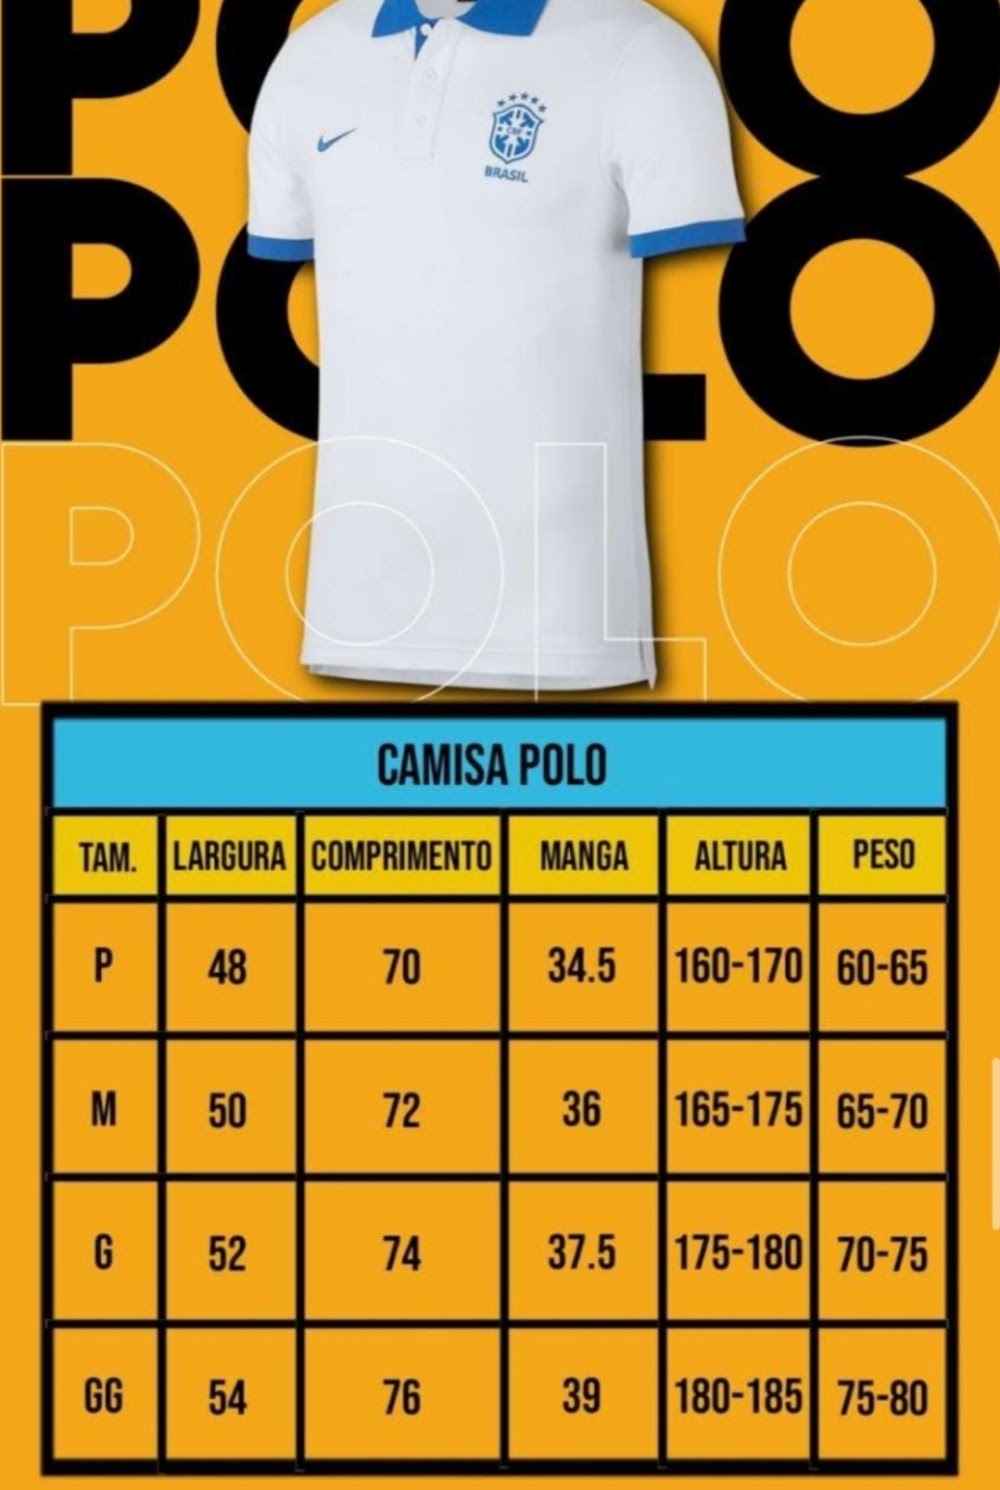 POLO
CBF
BRASIL
POLO
POLO
CAMISA POLO
TAM. LARGURA COMPRIMENTO MANGA ALTURA PESO
P 48 70 34.5 160-170 60-65
M 50 72 36 165-175 65-70
G 52 74 37.5 175-180 70-75
GG 54 76 39 180-185 75-80